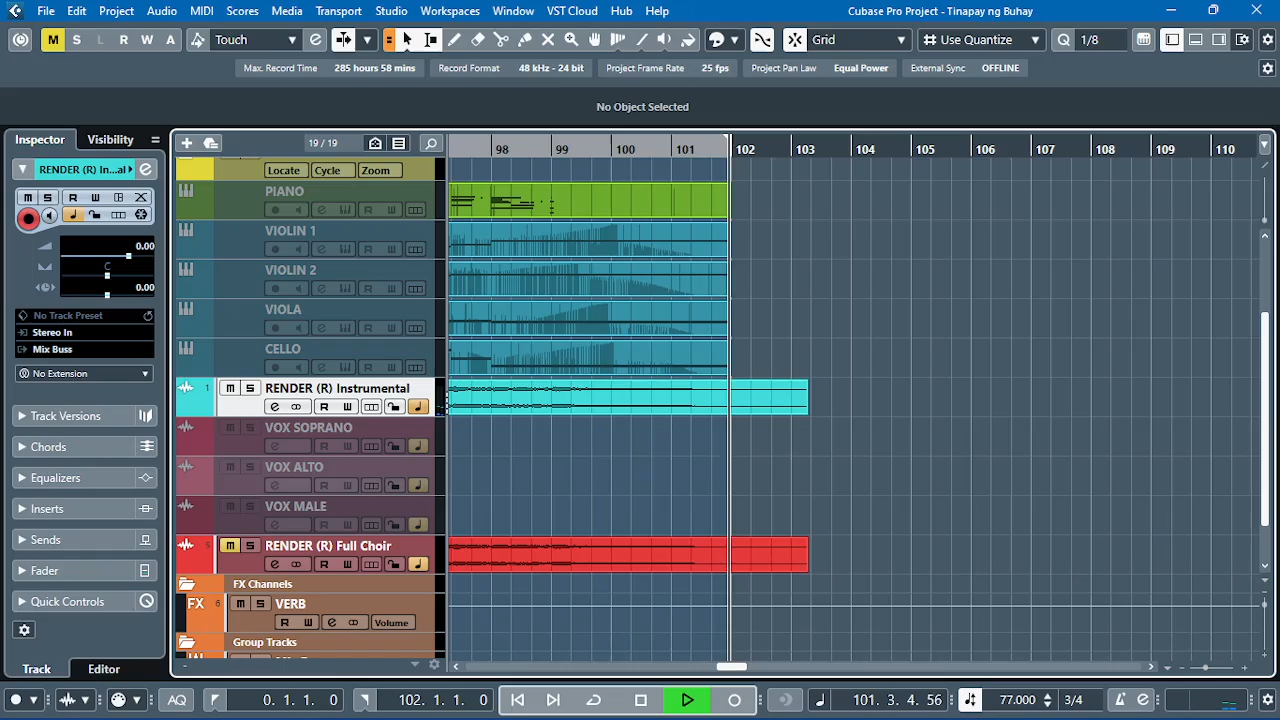 File Edit Project Audio MIDI Scores Media Transport Studio Workspaces Window VST Cloud Hub Help Cubase Pro Project - Tinapay ng Buhay
M S L R W A Touch Grid Use Quantize Q 1/8
Max. Record Time 285 hours 58 mins Record Format 48 kHz - 24 bit Project Frame Rate 25 fps Project Pan Law Equal Power External Sync OFFLINE
No Object Selected
Inspector Visibility
19 / 19
98 99 100 101 102 103 104 105 106 107 108 109 110
RENDER (R) In...al
m S R W
0.00
C
0.00
No Track Preset
Stereo In
Mix Buss
No Extension
Track Versions
Chords
Equalizers
Inserts
Sends
Fader
Quick Controls
Track Editor
Locate Cycle Zoom
PIANO
R W
VIOLIN 1
R W
VIOLIN 2
R W
VIOLA
R W
CELLO
R W
1 m S RENDER (R) Instrumental
e R W
m S VOX SOPRANO
e R W
m S VOX ALTO
e R W
m S VOX MALE
e R W
5 m S RENDER (R) Full Choir
e R W
FX Channels
FX 6 m S VERB
R W e Volume
Group Tracks
AQ 0. 1. 1. 0 102. 1. 1. 0 101. 3. 4. 56 77.000 3/4